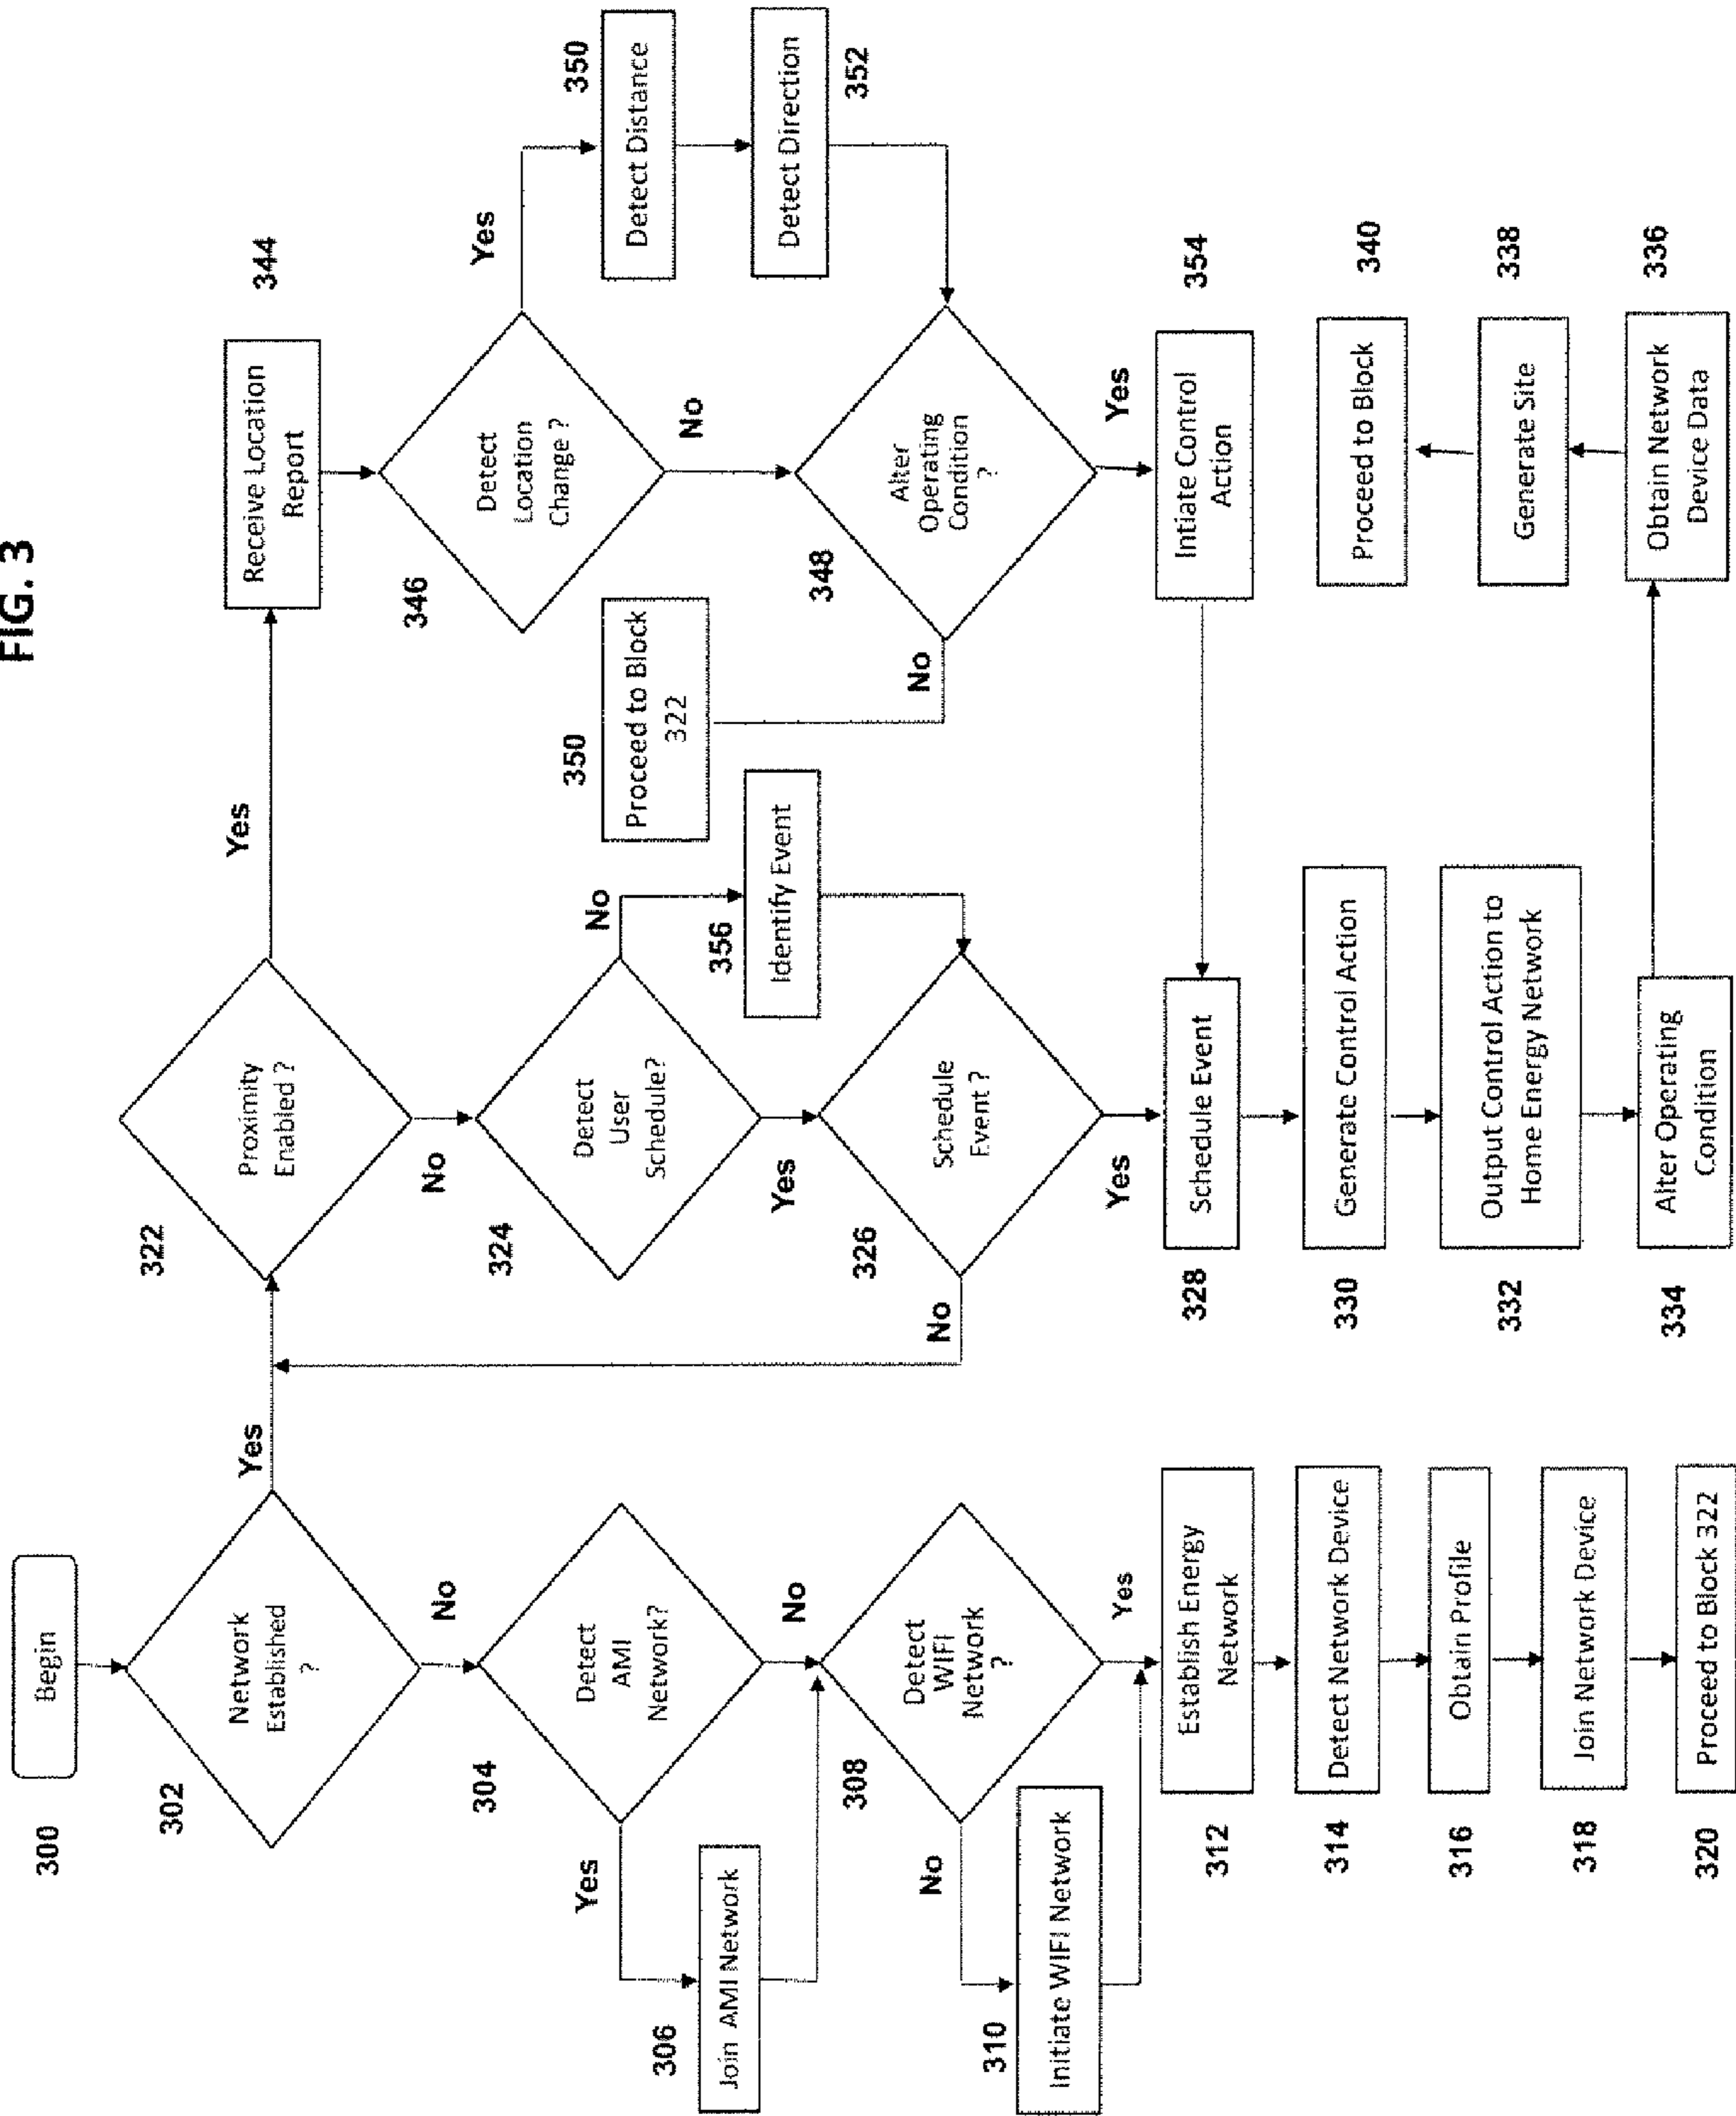 FIG. 3
300
Begin
302
Network
Established
?
Yes
No
304
Detect
AMI
Network?
Yes
No
306
Join AMI Network
308
Detect
WIFI
Network
?
No
Yes
310
Initiate WIFI Network
312
Establish Energy
Network
314
Detect Network Device
316
Obtain Profile
318
Join Network Device
320
Proceed to Block 322
322
Proximity
Enabled ?
Yes
No
324
Detect
User
Schedule?
No
Yes
356
Identify Event
326
Schedule
Event ?
No
Yes
328
Schedule Event
330
Generate Control Action
332
Output Control Action to
Home Energy Network
334
Alter Operating
Condition
344
Receive Location
Report
346
Detect
Location
Change ?
Yes
No
350
Detect Distance
352
Detect Direction
350
Proceed to Block
322
348
Alter
Operating
Condition
?
No
Yes
354
Intiate Control
Action
340
Proceed to Block
338
Generate Site
336
Obtain Network
Device Data